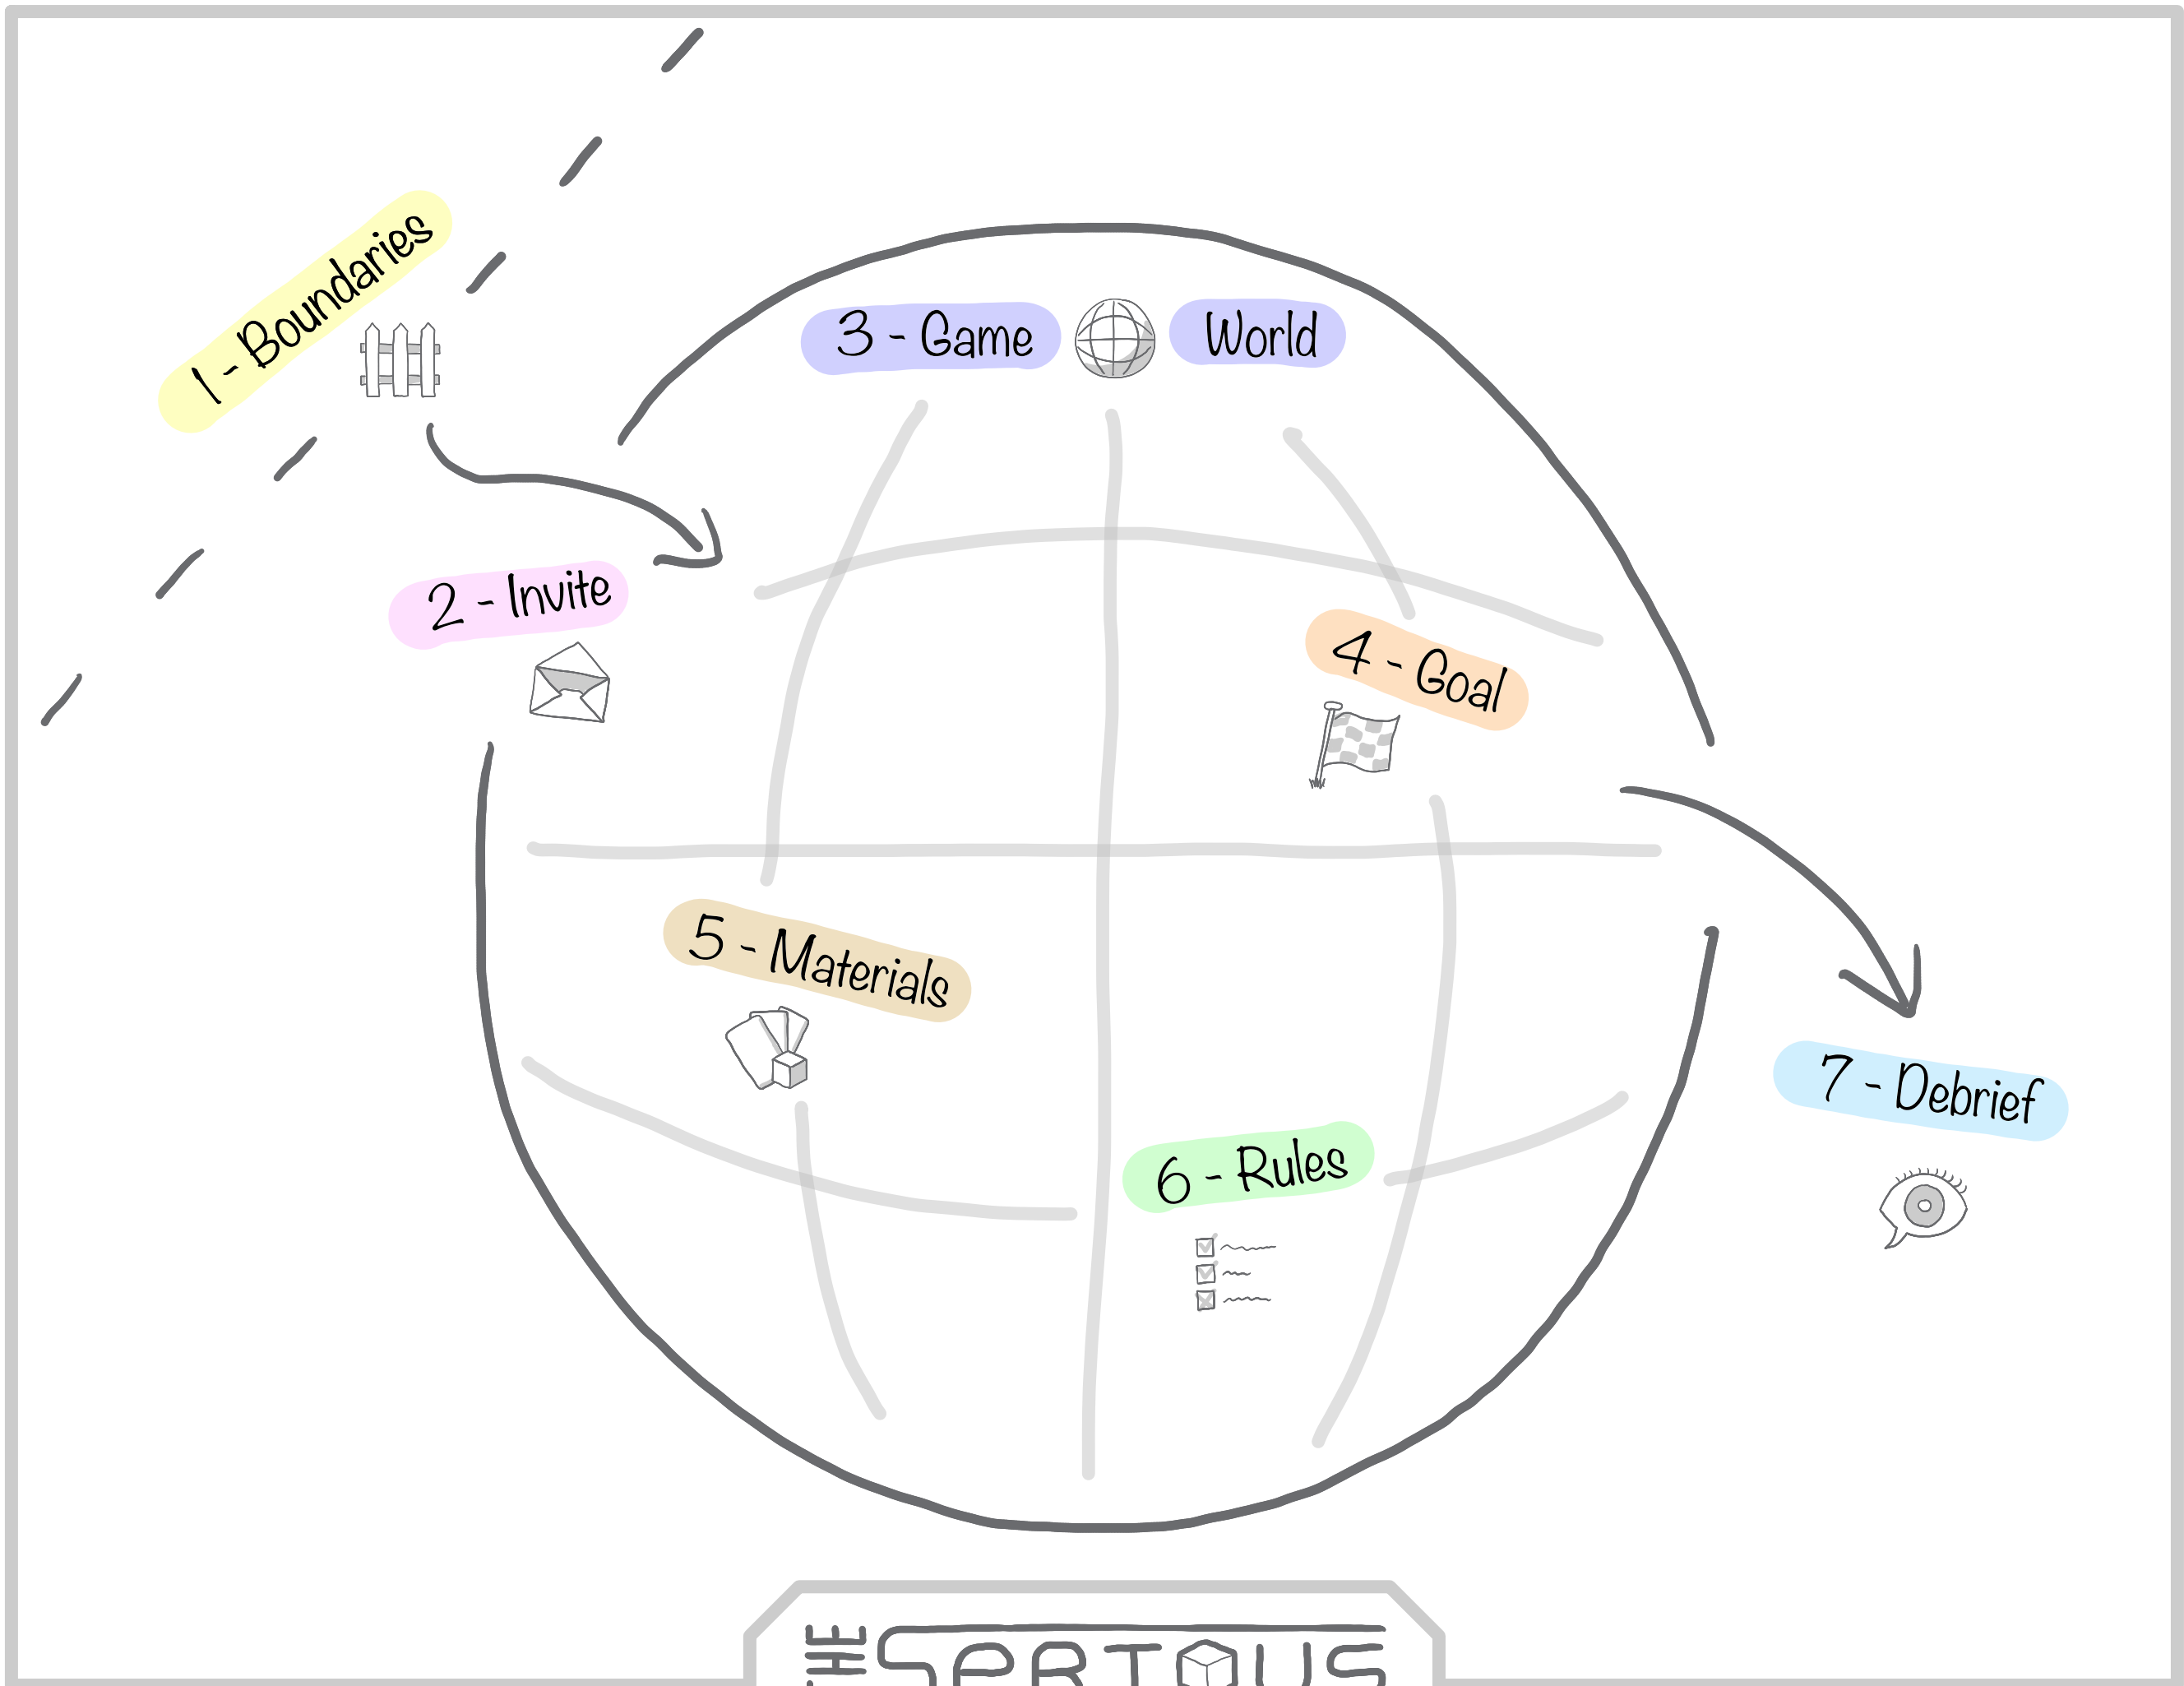 1 - Boundaries
2 - Invite
3 - Game World
4 - Goal
5 - Materials
6 - Rules
7 - Debrief